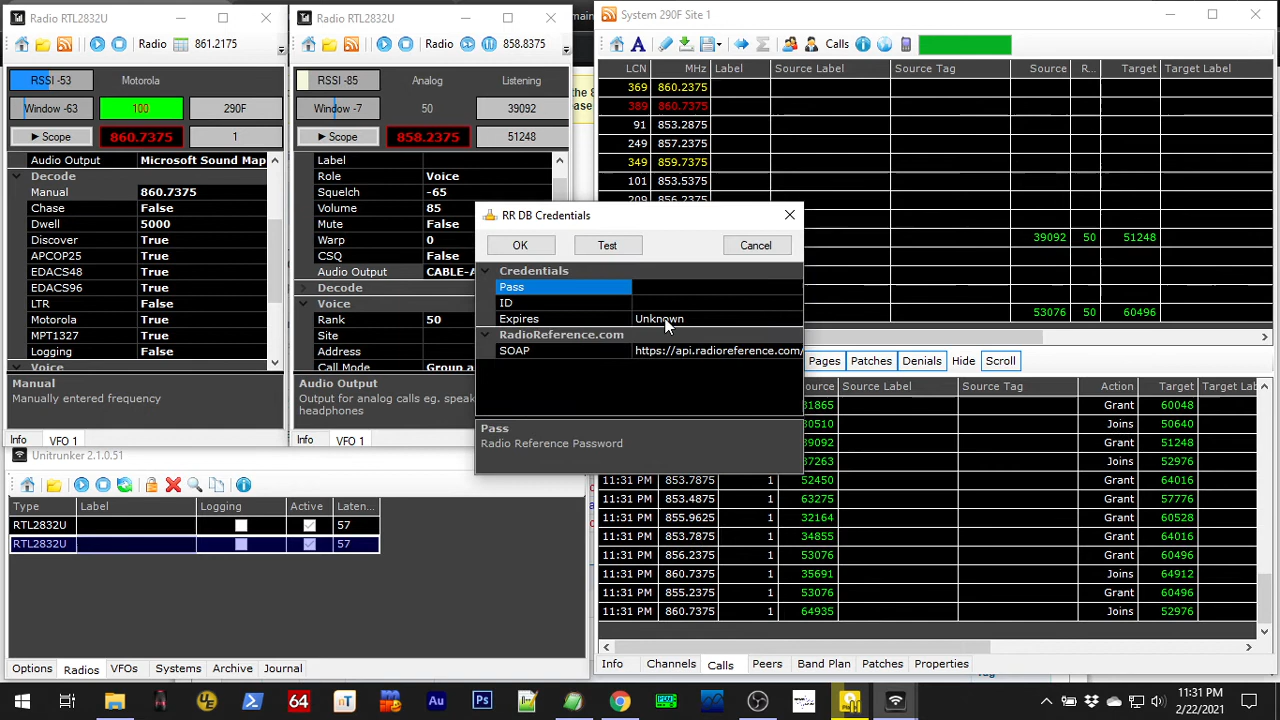 Radio RTL2832U
Radio 861.2175
RSSI -53 Motorola
Window -63 100 290F
Scope 860.7375 1
Audio Output Microsoft Sound Map
Decode
Manual 860.7375
Chase False
Dwell 5000
Discover True
APCOP25 True
EDACS48 True
EDACS96 True
LTR True
Motorola True
MPT1327 True
Logging False
Voice
Manual
Manually entered frequency
Info VFO 1
Radio RTL2832U
Radio 858.8375
RSSI -85 Analog Listening
Window -7 50 39092
Scope 858.2375 51248
Label
Role Voice
Squelch -65
Volume 85
Mute False
Warp 0
CSQ False
Audio Output CABLE-A
Decode
Voice
Rank 50
Site
Address
Call Mode Group a
Audio Output
Output for analog calls eg. speak
headphones
Info VFO 1
System 290F Site 1
A Calls
LCN MHz Label Source Label Source Tag Source R... Target Target Label
369 860.2375
389 860.7375
91 853.2875
249 857.2375
349 859.7375
101 853.5375
39092 50 51248
53076 50 60496
RR DB Credentials
OK Test Cancel
Credentials
Pass
ID
Expires Unknown
RadioReference.com
SOAP https://api.radioreference.com/
Pass
Radio Reference Password
Pages Patches Denials Hide Scroll
Source Label Source Tag Action Target Target Lab
31865 Grant 60048
30510 Joins 50640
39092 Grant 51248
37263 Joins 52976
11:31 PM 853.7875 1 52450 Grant 64016
11:31 PM 853.4875 1 63275 Grant 57776
11:31 PM 855.9625 1 32164 Grant 60528
11:31 PM 853.7875 1 34855 Grant 64016
11:31 PM 856.2375 1 53076 Grant 60496
11:31 PM 860.7375 1 35691 Joins 64912
11:31 PM 855.2375 1 53076 Grant 60496
11:31 PM 860.7375 1 64935 Joins 52976
Info Channels Calls Peers Band Plan Patches Properties
Unitrunker 2.1.0.51
Type Label Logging Active Laten...
RTL2832U 57
RTL2832U 57
Options Radios VFOs Systems Archive Journal
64 nT Au Ps
11:31 PM
2/22/2021